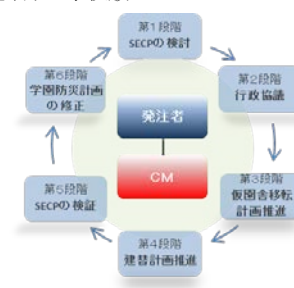 第1段階
SECPの検討
第2段階
行政協議
第3段階
仮園舎移転
計画推進
第4段階
建替計画推進
第5段階
SECPの検証
第6段階
学園防災計画
の修正
発注者
CM